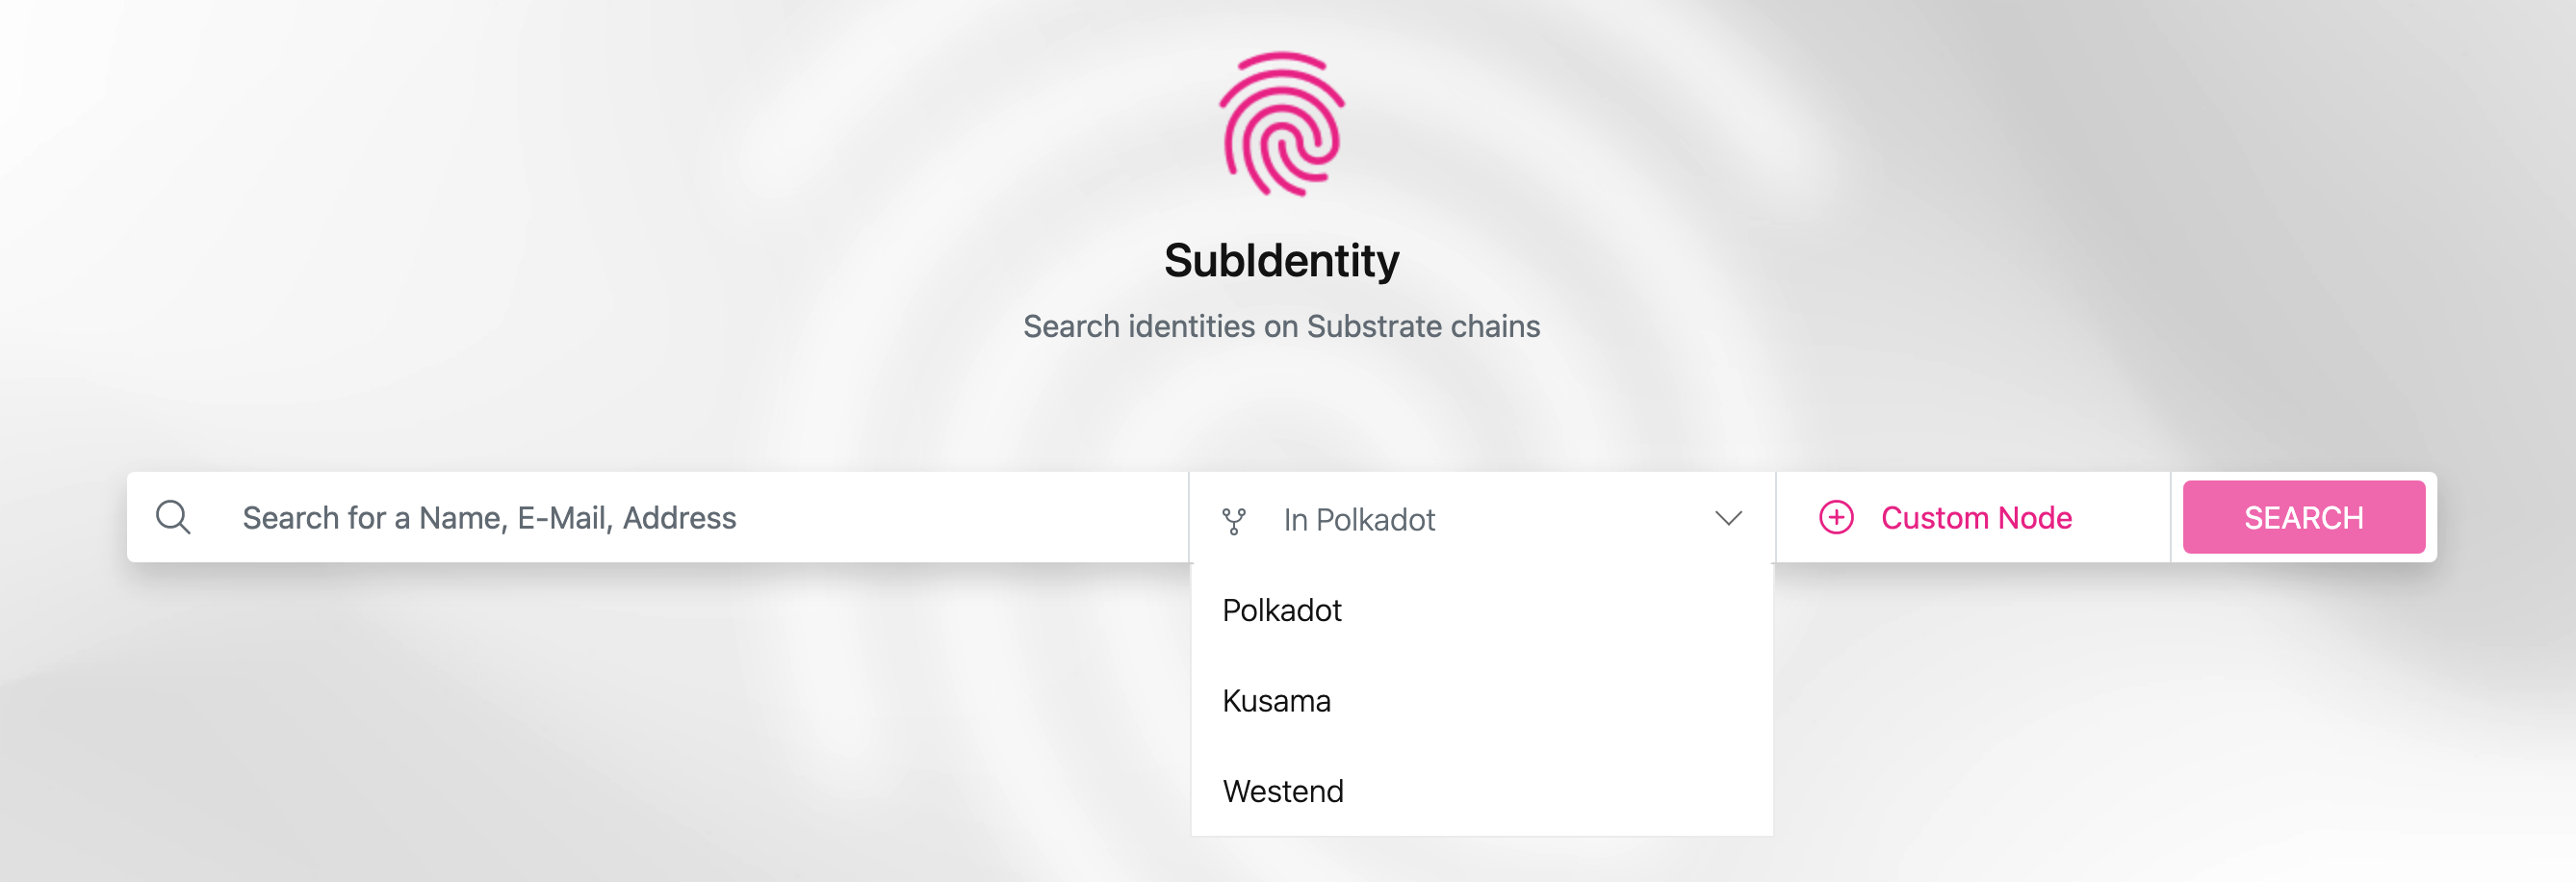 SubIdentity
Search identities on Substrate chains
Search for a Name, E-Mail, Address
In Polkadot
Custom Node
SEARCH
Polkadot
Kusama
Westend